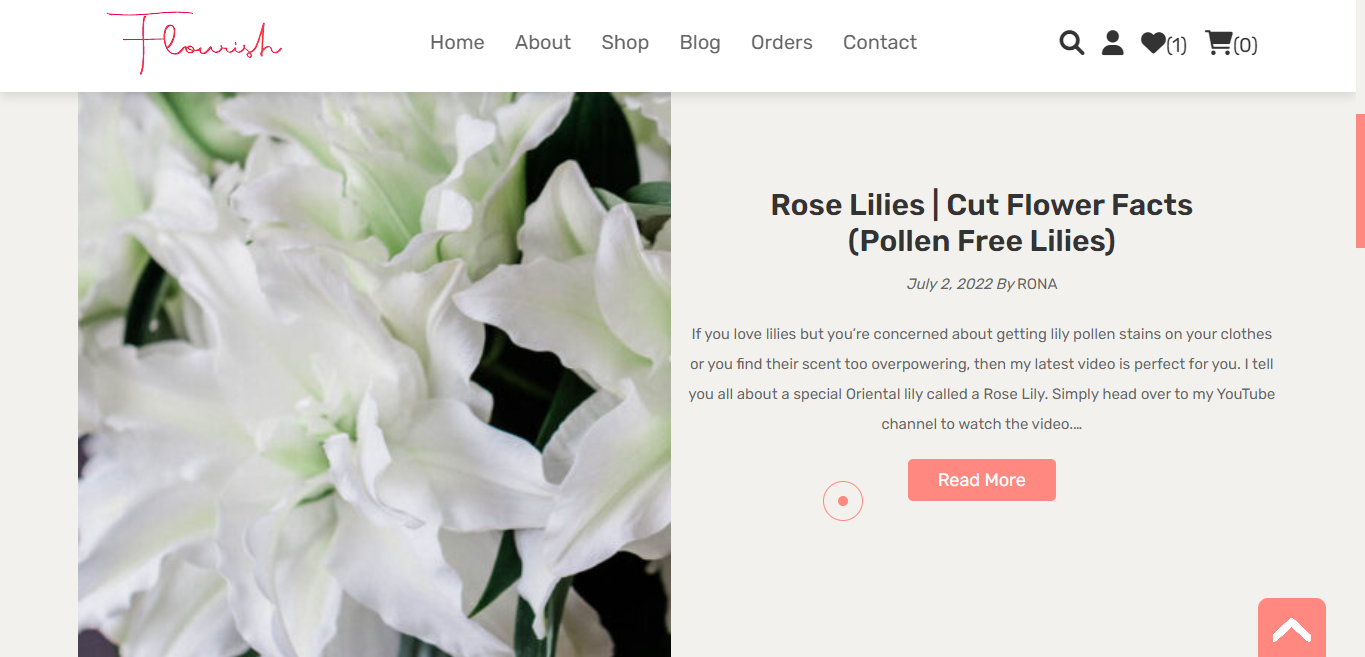 Flourish
Home About Shop Blog Orders Contact
(1) (0)
Rose Lilies | Cut Flower Facts
(Pollen Free Lilies)
July 2, 2022 By RONA
If you love lilies but you’re concerned about getting lily pollen stains on your clothes
or you find their scent too overpowering, then my latest video is perfect for you. I tell
you all about a special Oriental lily called a Rose Lily. Simply head over to my YouTube
channel to watch the video....
Read More